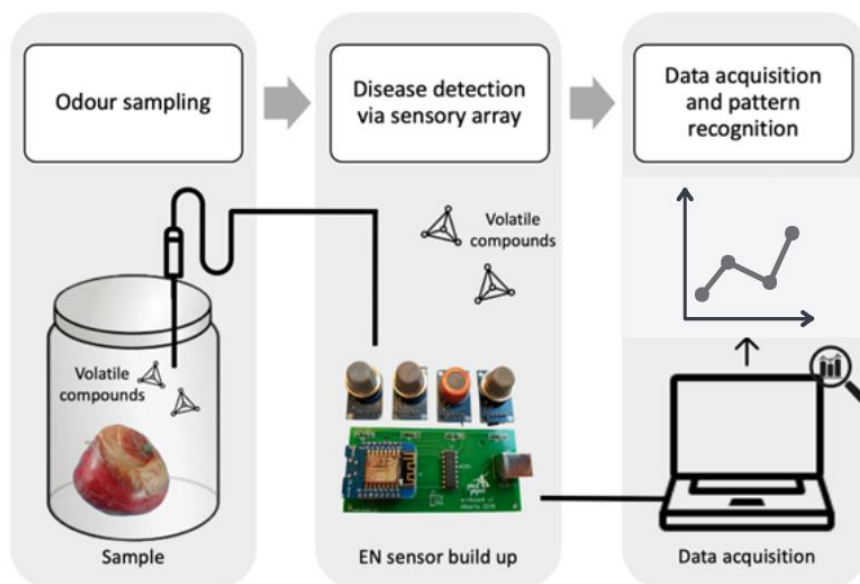 Odour sampling
Disease detection
via sensory array
Data acquisition
and pattern
recognition
Volatile
compounds
Volatile
compounds
Sample
EN sensor build up
Data acquisition